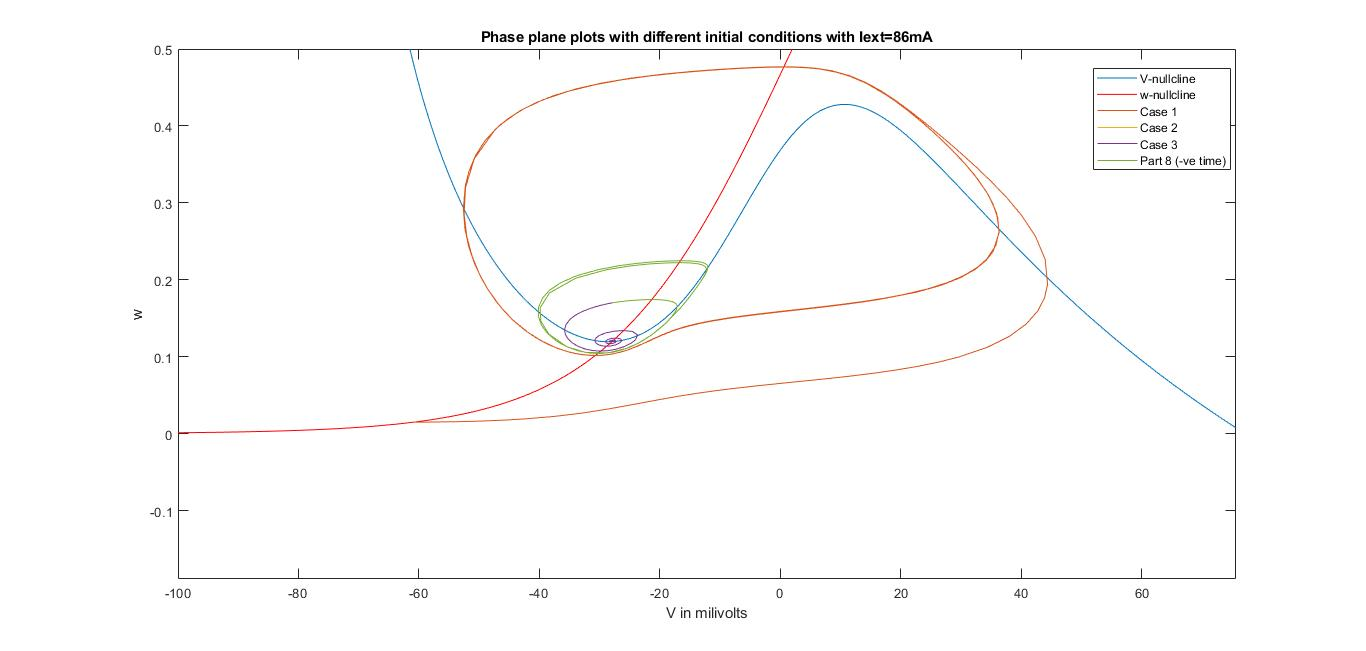 Phase plane plots with different initial conditions with Iext=86mA
0.5
0.4
0.3
0.2
0.1
0
-0.1
w
-100
-80
-60
-40
-20
0
20
40
60
V in milivolts
V-nullcline
w-nullcline
Case 1
Case 2
Case 3
Part 8 (-ve time)